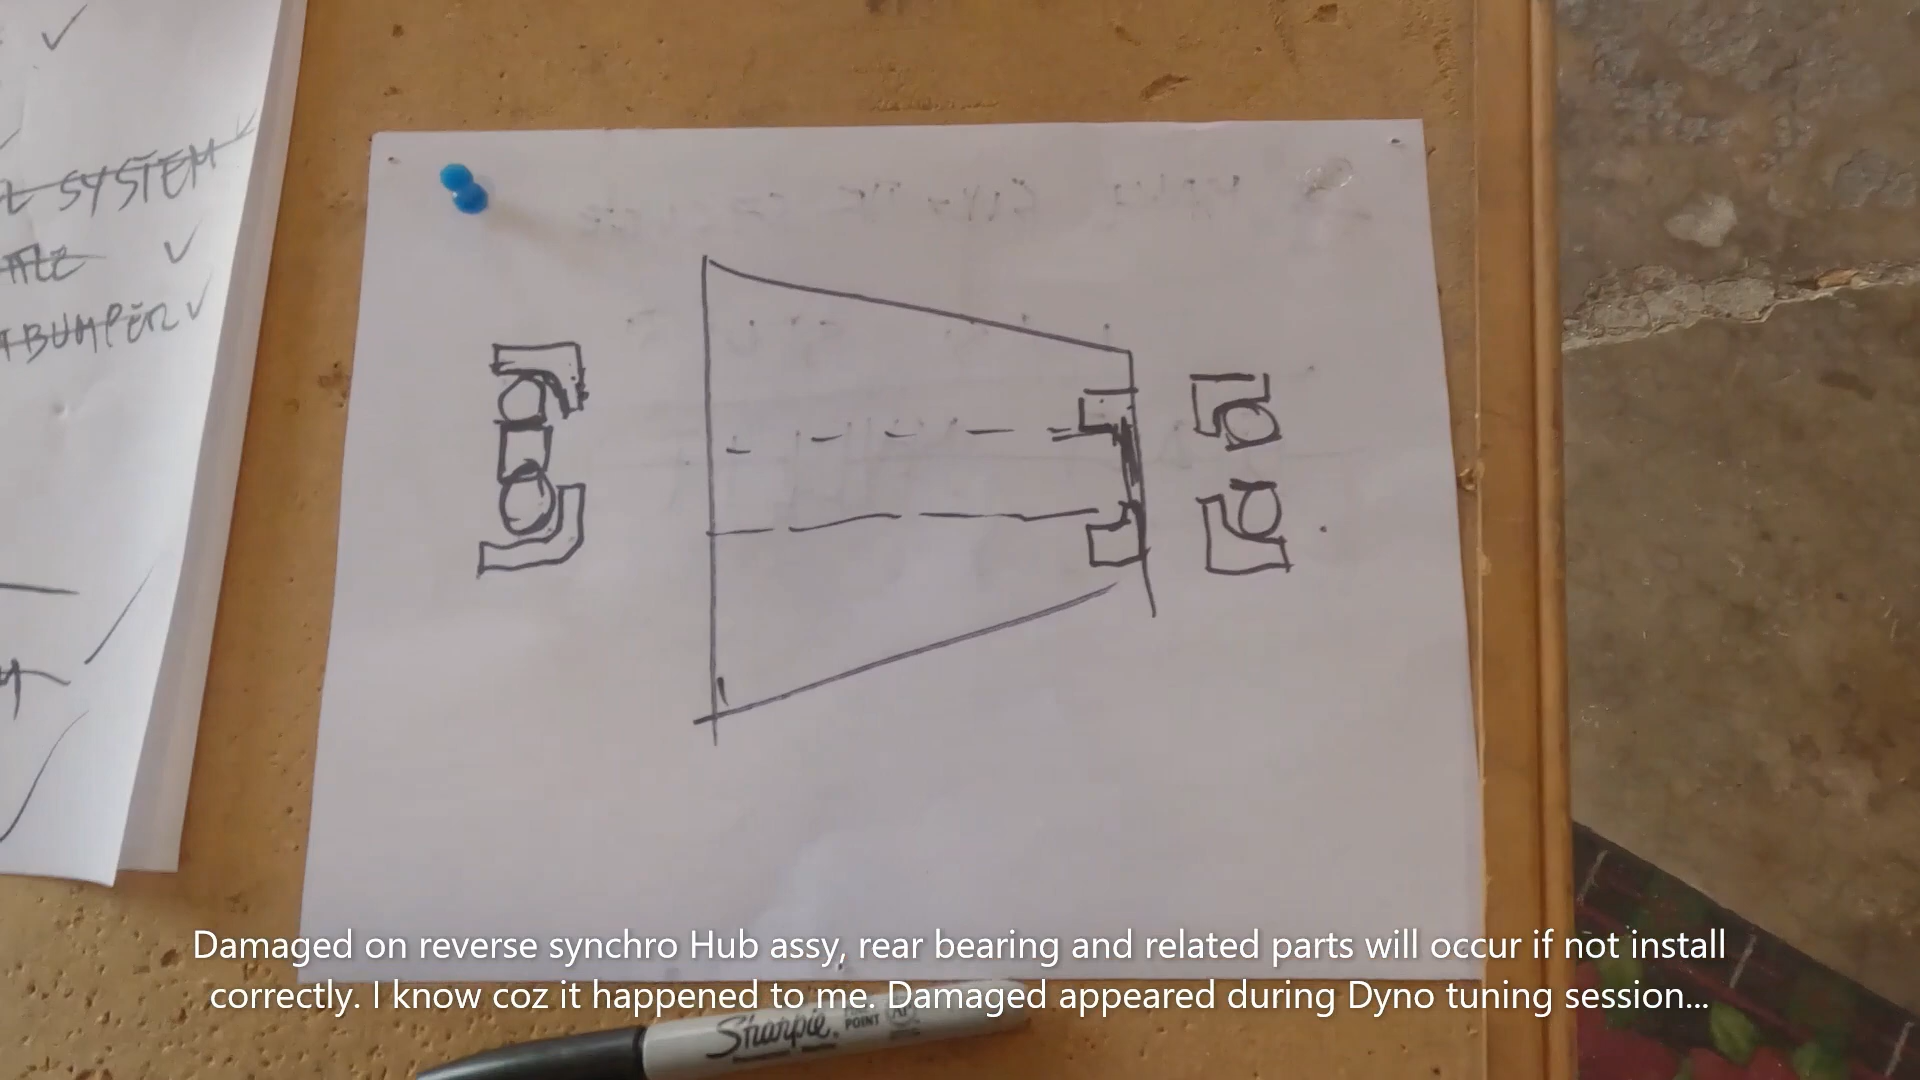 SYSTEM
BUMPER
Damaged on reverse synchro Hub assy, rear bearing and related parts will occur if not install
correctly. I know coz it happened to me. Damaged appeared during Dyno tuning session...
Sharpie.
POINT
AP